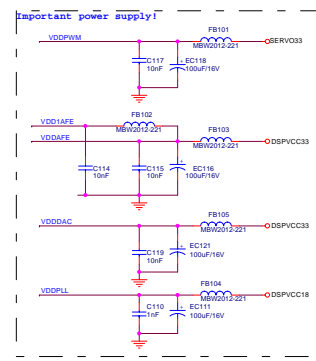 Important power supply!
FB101
VDDPWM
SERVO33
MBW2012-221
C117
10nF
EC118
100uF/16V
FB102
VDD1AFE
MBW2012-221
FB103
VDDAFE
DSPVCC33
MBW2012-221
C114
10nF
C115
10nF
EC116
100uF/16V
FB105
VDDDAC
DSPVCC33
MBW2012-221
C119
10nF
EC121
100uF/16V
FB104
VDDPLL
DSPVCC18
MBW2012-221
C110
1nF
EC111
100uF/16V